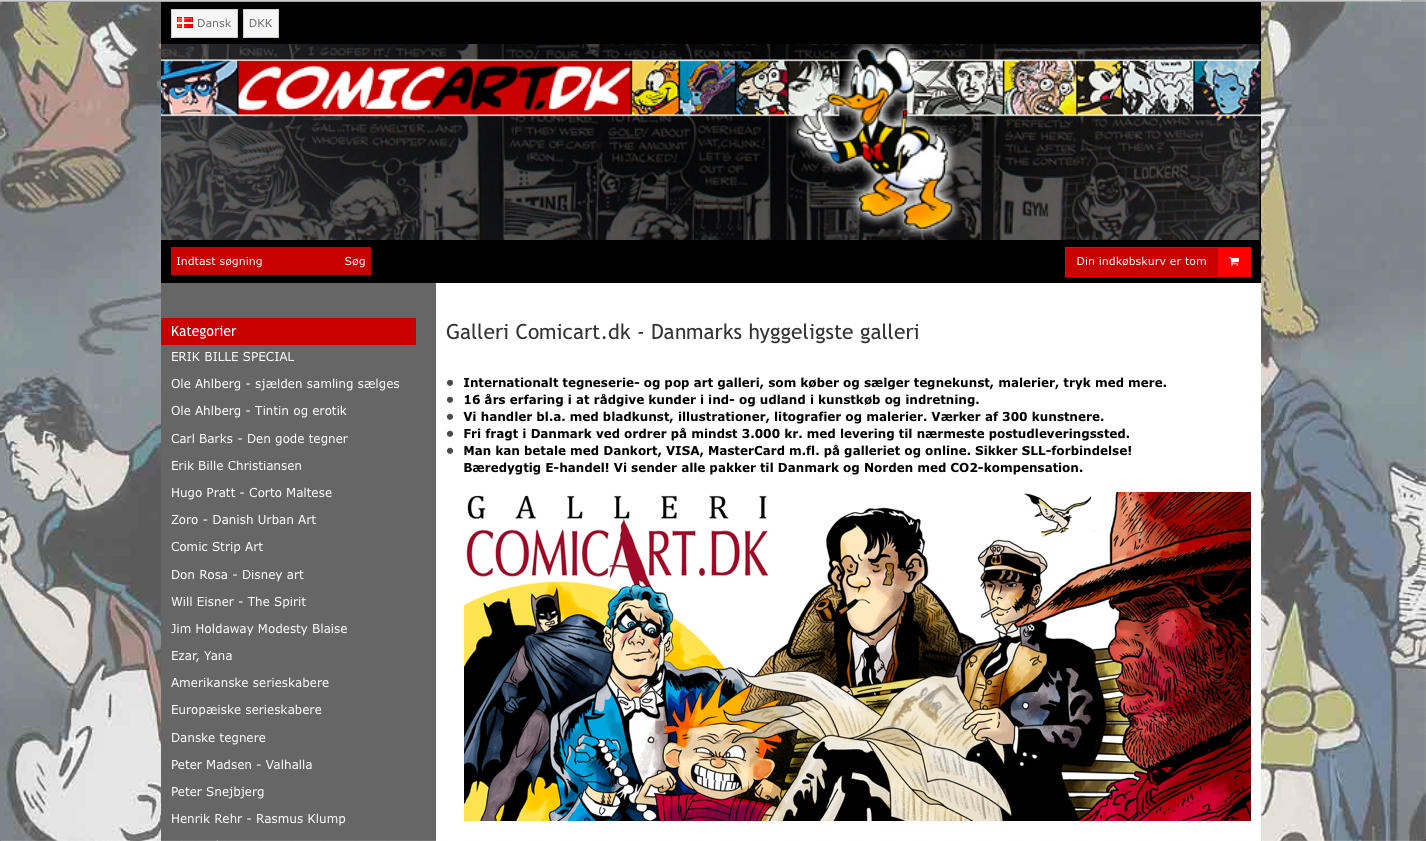 Dansk
DKK
COMICART.DK
Indtast søgning
Søg
Din indkøbskurv er tom
Kategorier
ERIK BILLE SPECIAL
Ole Ahlberg - sjælden samling sælges
Ole Ahlberg - Tintin og erotik
Carl Barks - Den gode tegner
Erik Bille Christiansen
Hugo Pratt - Corto Maltese
Zoro - Danish Urban Art
Comic Strip Art
Don Rosa - Disney art
Will Eisner - The Spirit
Jim Holdaway Modesty Blaise
Ezar, Yana
Amerikanske serieskabere
Europæiske serieskabere
Danske tegnere
Peter Madsen - Valhalla
Peter Snejbjerg
Henrik Rehr - Rasmus Klump
Galleri Comicart.dk - Danmarks hyggeligste galleri
Internationalt tegneserie- og pop art galleri, som køber og sælger tegnekunst, malerier, tryk med mere.
16 års erfaring i at rådgive kunder i ind- og udland i kunstkøb og indretning.
Vi handler bl.a. med bladkunst, illustrationer, litografier og malerier. Værker af 300 kunstnere.
Fri fragt i Danmark ved ordrer på mindst 3.000 kr. med levering til nærmeste postudleveringssted.
Man kan betale med Dankort, VISA, MasterCard m.fl. på galleriet og online. Sikker SLL-forbindelse!
Bæredygtig E-handel! Vi sender alle pakker til Danmark og Norden med CO2-kompensation.
GALLERI
COMICART.DK